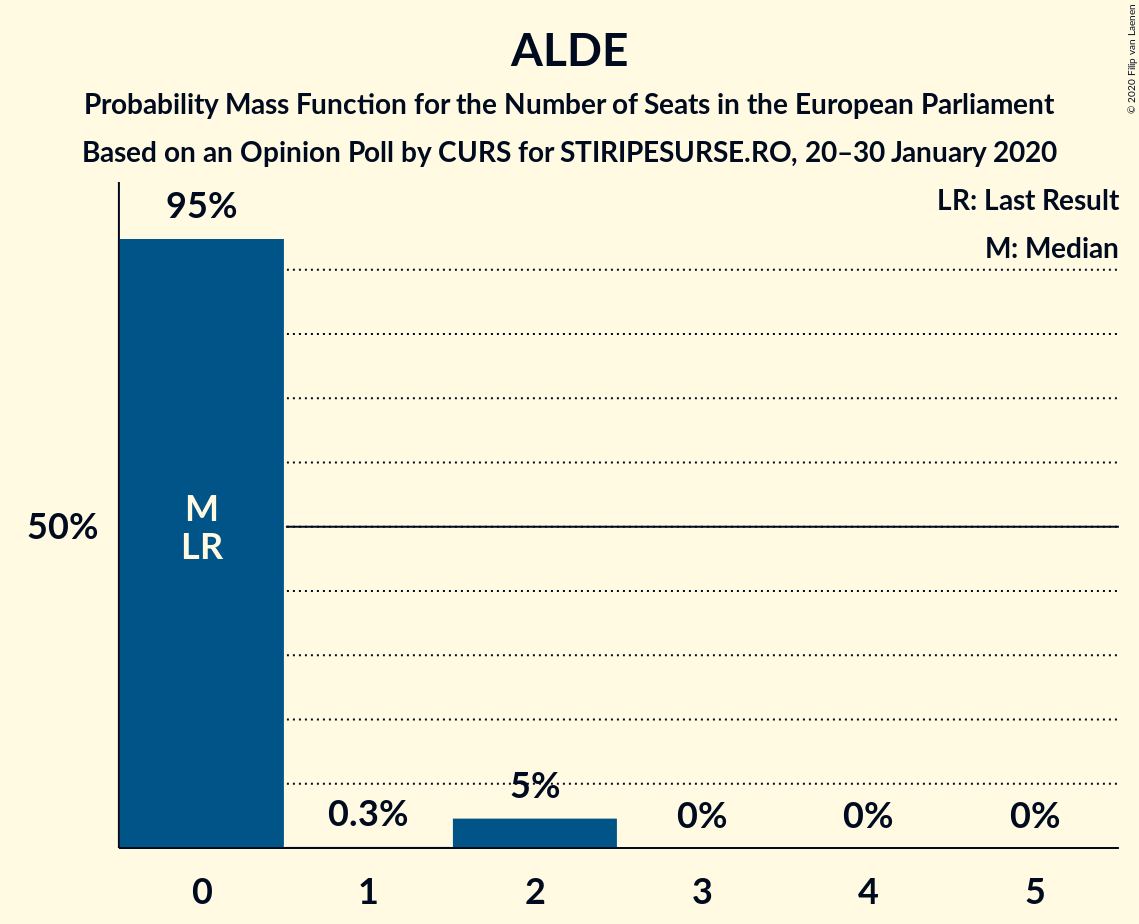 ALDE
Probability Mass Function for the Number of Seats in the European Parliament
Based on an Opinion Poll by CURS for STIRIPESURSE.RO, 20–30 January 2020
LR: Last Result
M: Median
95%
M
LR
50%
0.3%
5%
0%
0%
0%
0
1
2
3
4
5
© 2020 Filip van Laenen